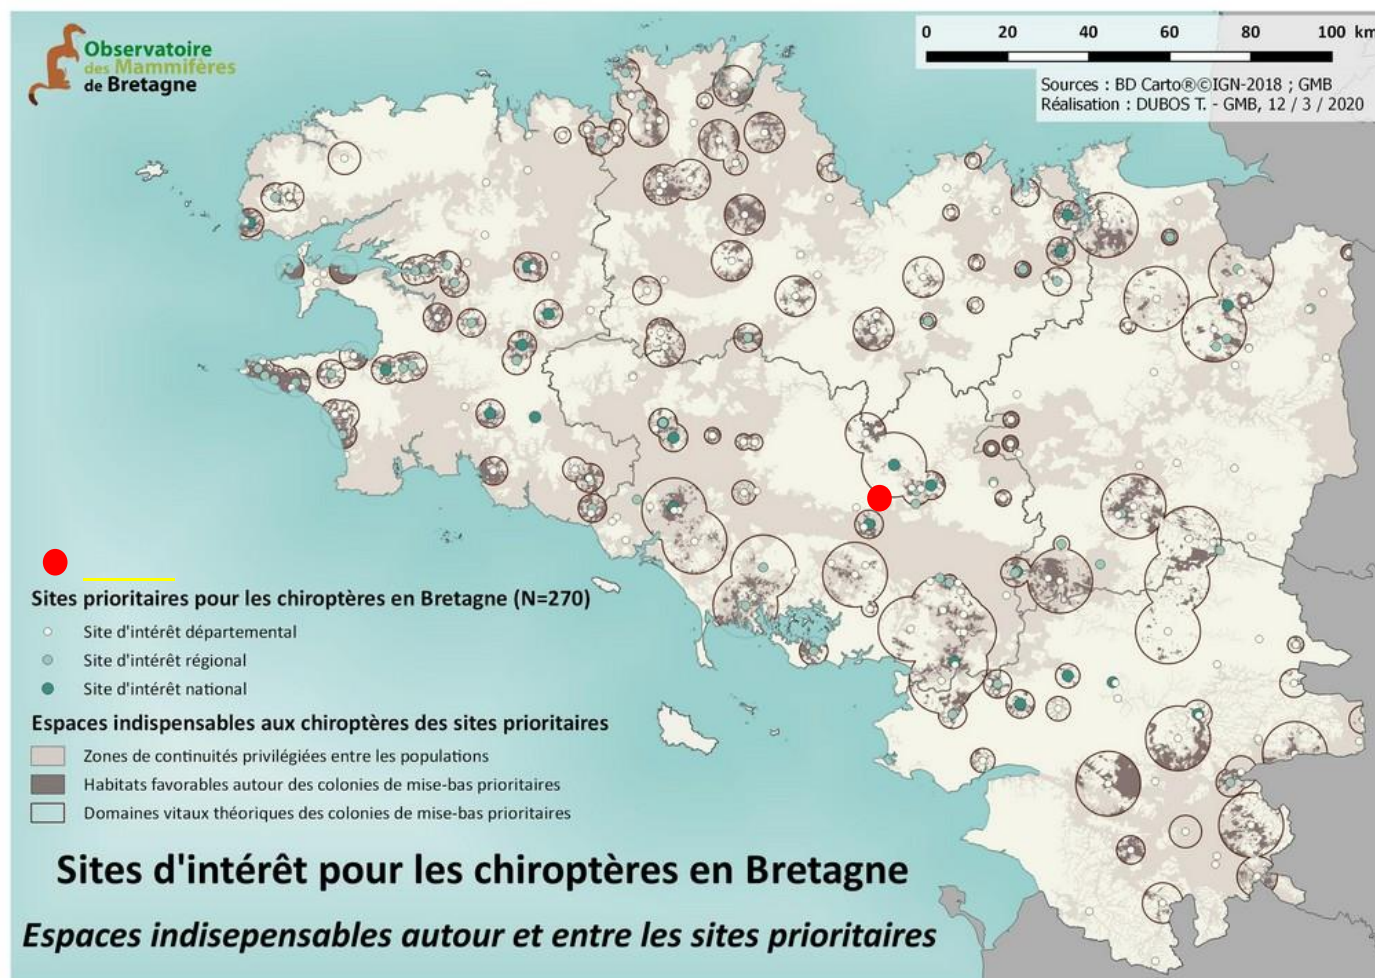 Observatoire
des Mammifères
de Bretagne
0 20 40 60 80 100 km
Sources : BD Carto®©IGN-2018 ; GMB
Réalisation : DUBOS T. - GMB, 12 / 3 / 2020
Sites prioritaires pour les chiroptères en Bretagne (N=270)
Site d'intérêt départemental
Site d'intérêt régional
Site d'intérêt national
Espaces indispensables aux chiroptères des sites prioritaires
Zones de continuités privilégiées entre les populations
Habitats favorables autour des colonies de mise-bas prioritaires
Domaines vitaux théoriques des colonies de mise-bas prioritaires
Sites d'intérêt pour les chiroptères en Bretagne
Espaces indisepensables autour et entre les sites prioritaires